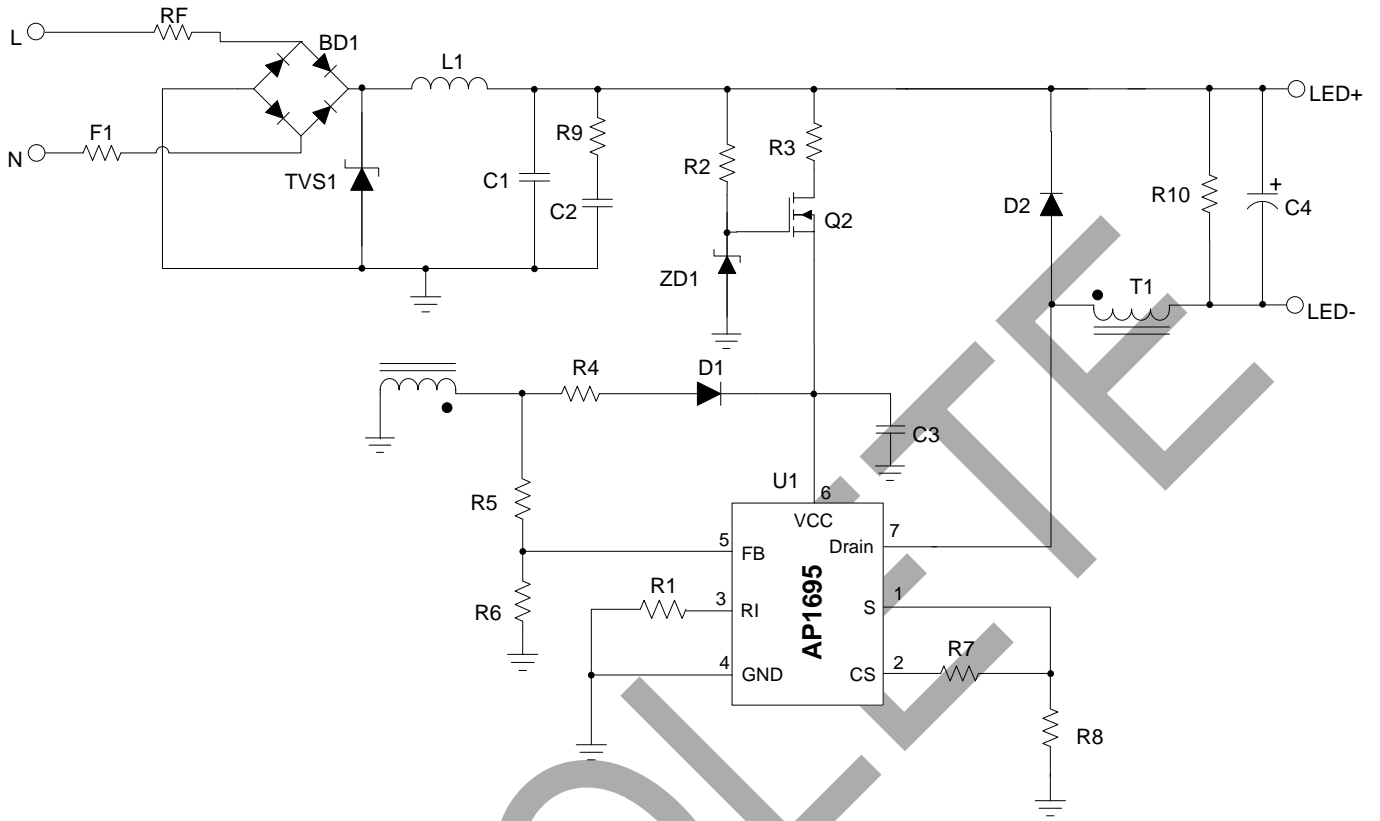 RF
L
BD1
L1
LED+
F1
N
R9
R2
R3
TVS1
C1
C2
Q2
D2
R10
C4
ZD1
T1
LED-
R4
D1
C3
U1
6
VCC
R5
5
FB
Drain
7
R6
R1
3
RI
AP1695
S
1
4
GND
CS
2
R7
R8